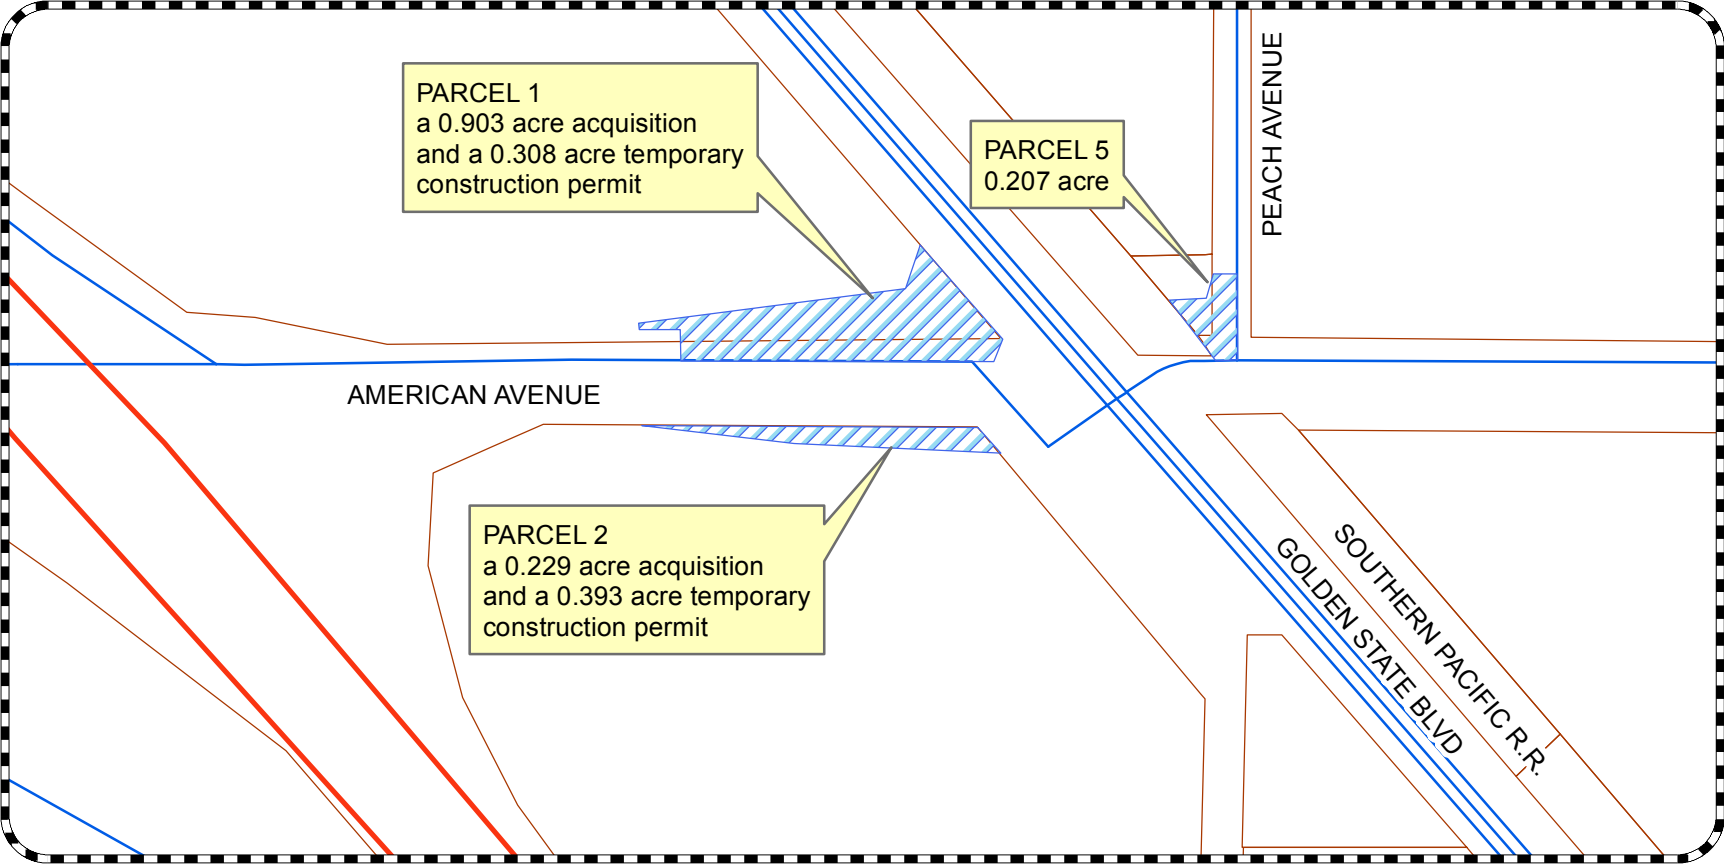 PARCEL 1
a 0.903 acre acquisition
and a 0.308 acre temporary
construction permit
PARCEL 5
0.207 acre
PEACH AVENUE
AMERICAN AVENUE
PARCEL 2
a 0.229 acre acquisition
and a 0.393 acre temporary
construction permit
SOUTHERN PACIFIC R.R.
GOLDEN STATE BLVD